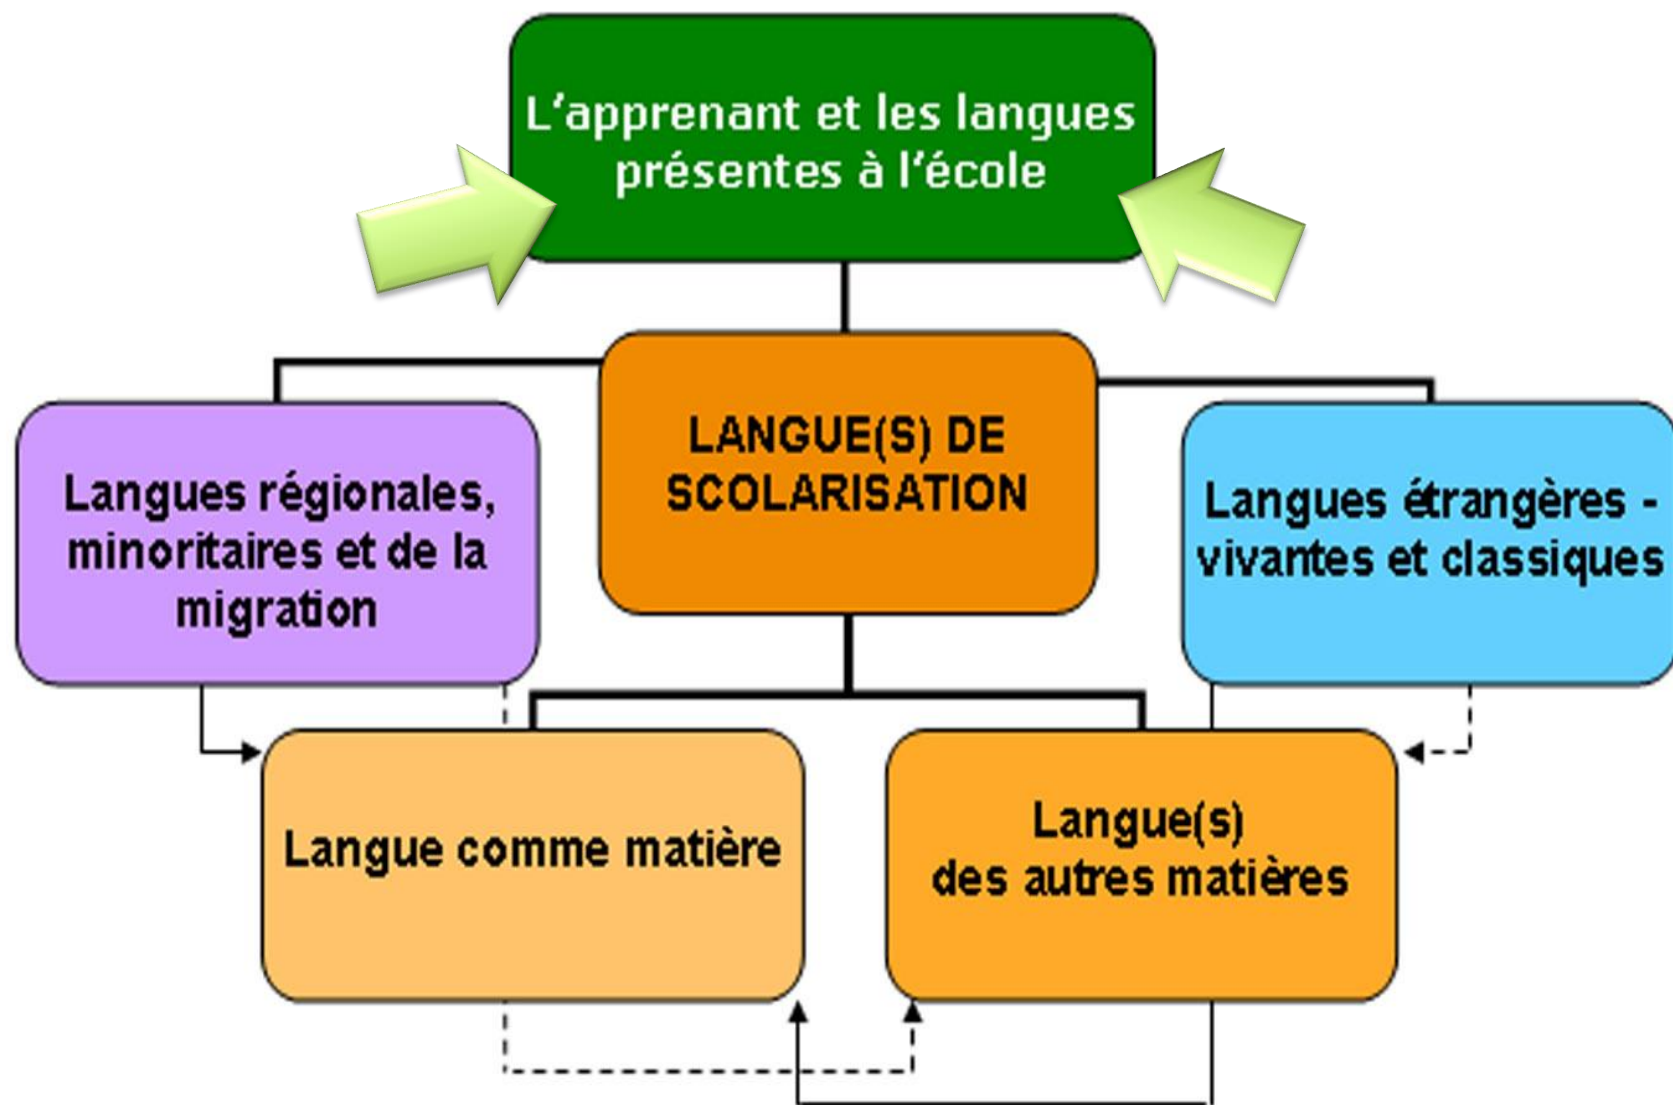 L'apprenant et les langues
présentes à l'école
LANGUE(S) DE
SCOLARISATION
Langues régionales,
minoritaires et de la
migration
Langues étrangères -
vivantes et classiques
Langue comme matière
Langue(s)
des autres matières